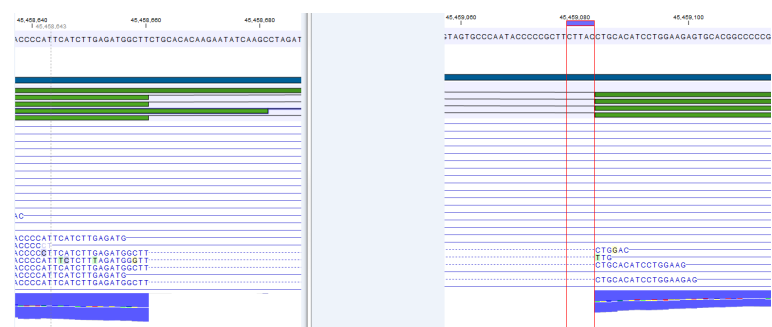 45,459,640 45,459,660 45,459,680 45,459,060 45,459,080 45,459,100
45,458,643
ACCCCATTCATCTTGAGATGGCTTCTGCACACAAGAATATCAAGCCTAGAT GTAGTGCCCAATACCCCCGCTTCTTACCTGCACATCCTGGAAGAGTGCACGGCCCCCG
AC
ACCCCATTCATCTTGAGATG
ACCCC
ACCCCCTTCATCTTGAGATGGCTT CTGGAC
ACCCCATTTCTCTTTAGATGGGTT TTG
ACCCCATTCATCTTGAGATGGCTT CTGCACATCCTGGAAG
ACCCCATTCATCTTGAGATG
ACCCCATTCATCTTGAGATGGCTT CTGCACATCCTGGAAGAG